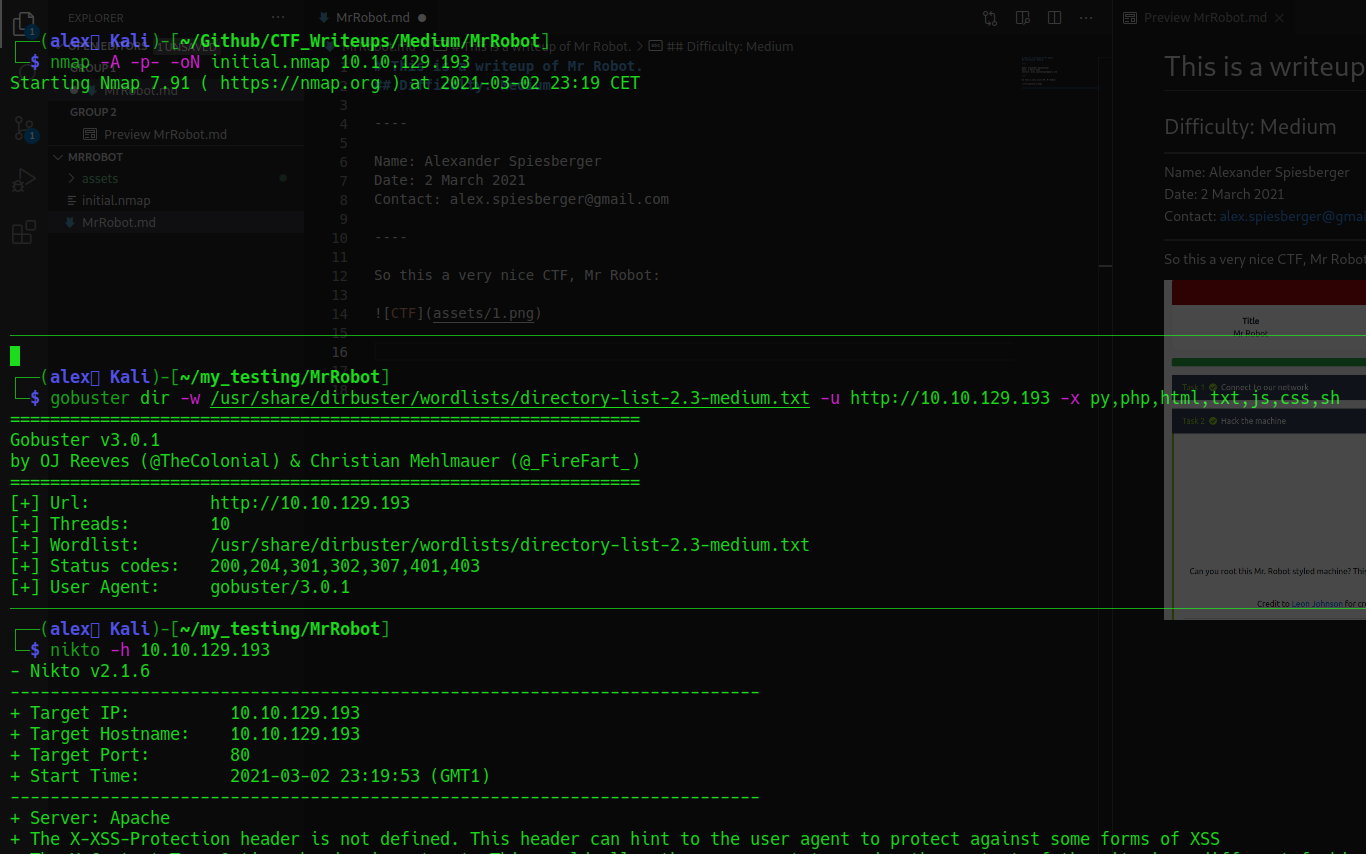 EXPLORER
MrRobot.md
Preview MrRobot.md
┌──(alex Kali)-[~/Github/CTF_Writeups/Medium/MrRobot]
└─$ nmap -A -p- -oN initial.nmap 10.10.129.193
Starting Nmap 7.91 ( https://nmap.org ) at 2021-03-02 23:19 CET
This is a writeup of Mr Robot. > ## Difficulty: Medium
GROUP 2
Preview MrRobot.md
MRROBOT
assets
initial.nmap
MrRobot.md
3
4 ----
5
6 Name: Alexander Spiesberger
7 Date: 2 March 2021
8 Contact: alex.spiesberger@gmail.com
9
10 ----
11
12 So this a very nice CTF, Mr Robot:
13
14 ![CTF](assets/1.png)
15
16
This is a writeup
Difficulty: Medium
Name: Alexander Spiesberger
Date: 2 March 2021
Contact: alex.spiesberger@gma
So this a very nice CTF, Mr Robot
Title
Mr Robot
Task 1 Connect to our network
Task 2 Hack the machine
Can you root this Mr. Robot styled machine? Thi
Credit to Leon Johnson for
┌──(alex Kali)-[~/my_testing/MrRobot]
└─$ gobuster dir -w /usr/share/dirbuster/wordlists/directory-list-2.3-medium.txt -u http://10.10.129.193 -x py,php,html,txt,js,css,sh
===============================================================
Gobuster v3.0.1
by OJ Reeves (@TheColonial) & Christian Mehlmauer (@_FireFart_)
===============================================================
[+] Url: http://10.10.129.193
[+] Threads: 10
[+] Wordlist: /usr/share/dirbuster/wordlists/directory-list-2.3-medium.txt
[+] Status codes: 200,204,301,302,307,401,403
[+] User Agent: gobuster/3.0.1
┌──(alex Kali)-[~/my_testing/MrRobot]
└─$ nikto -h 10.10.129.193
- Nikto v2.1.6
---------------------------------------------------------------------------
+ Target IP: 10.10.129.193
+ Target Hostname: 10.10.129.193
+ Target Port: 80
+ Start Time: 2021-03-02 23:19:53 (GMT1)
---------------------------------------------------------------------------
+ Server: Apache
+ The X-XSS-Protection header is not defined. This header can hint to the user agent to protect against some forms of XSS